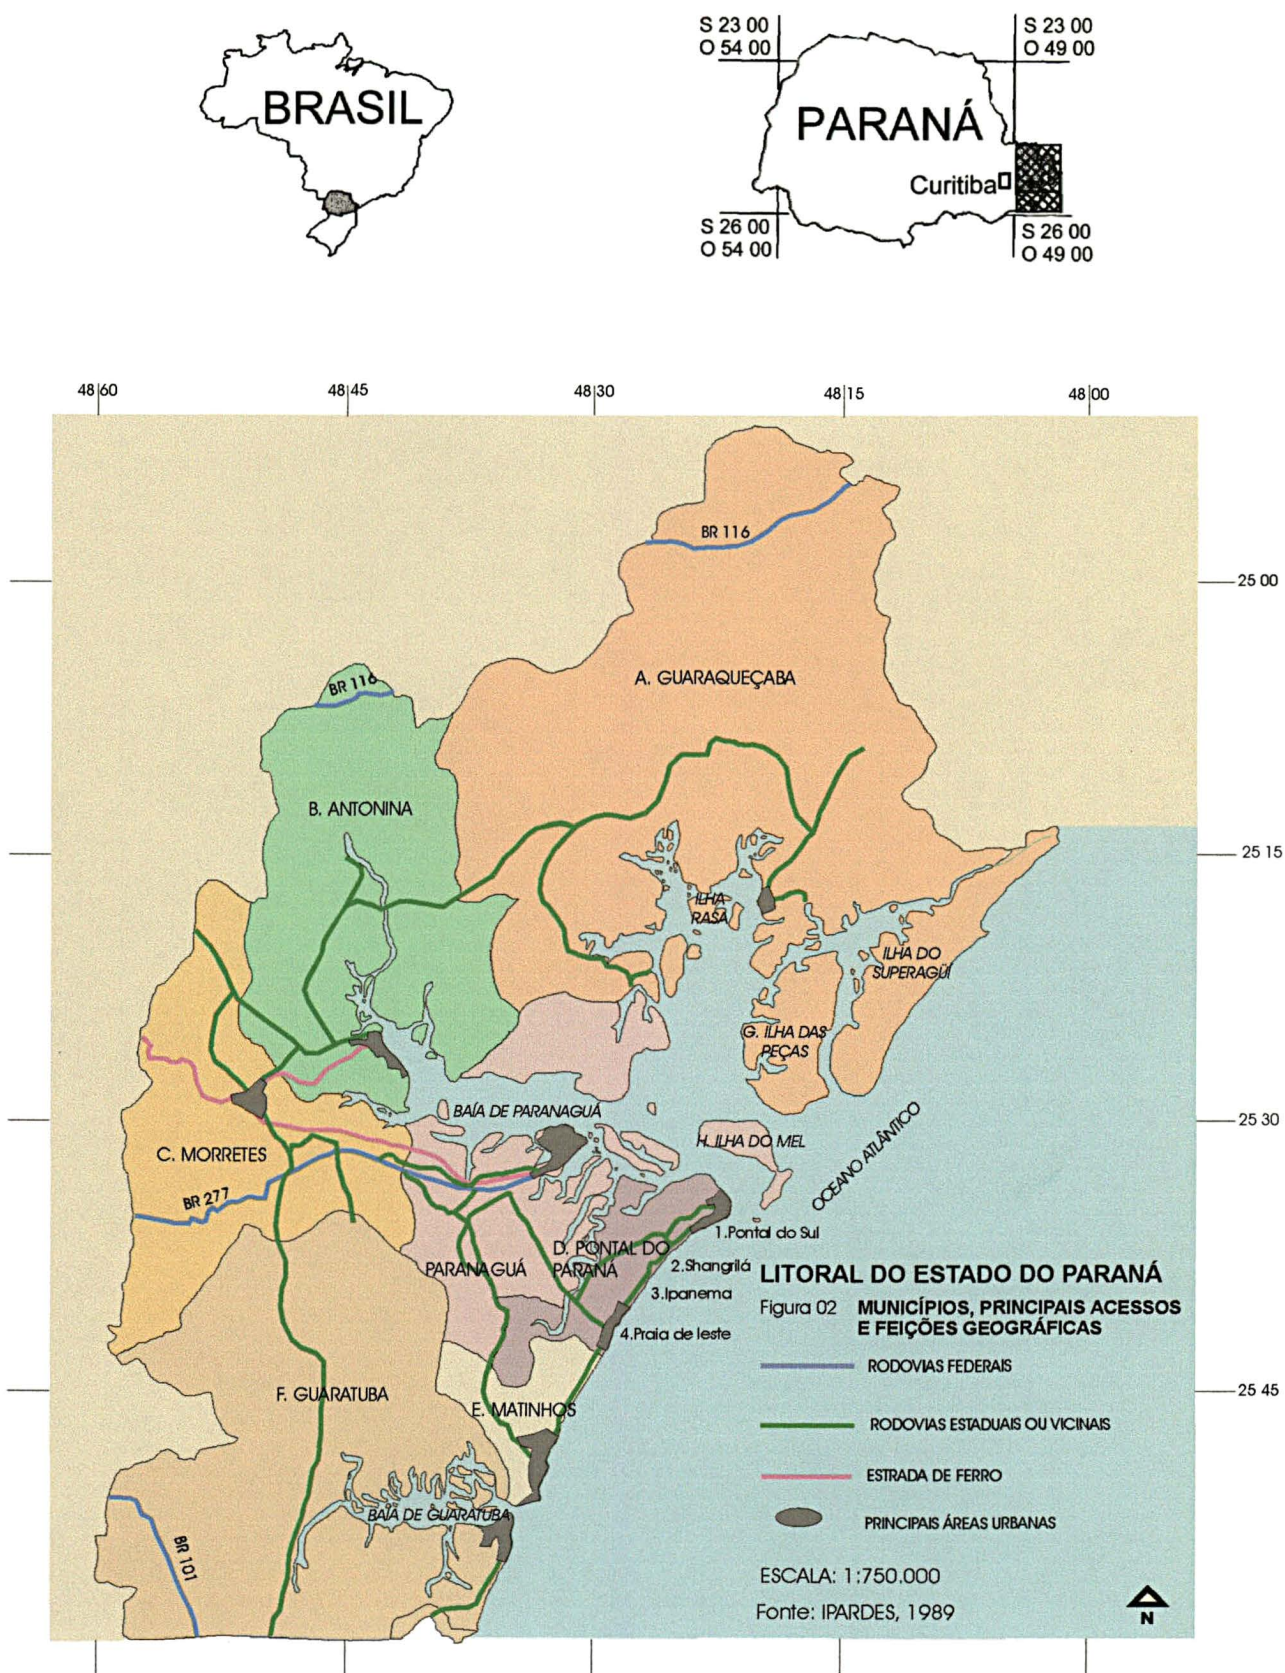 BRASIL
S 23 00
O 54 00
S 23 00
O 49 00
PARANÁ
Curitiba
S 26 00
O 54 00
S 26 00
O 49 00
48 60
48 45
48 30
48 15
48 00
BR 116
25 00
A. GUARAQUEÇABA
BR 116
B. ANTONINA
25 15
ILHA
RASA
ILHA DO
SUPERAGÜÍ
G. ILHA DAS
PEÇAS
BAÍA DE PARANAGUÁ
25 30
H. ILHA DO MEL
C. MORRETES
OCEANO ATLÂNTICO
BR 277
1.Pontal do Sul
D. PONTAL DO
PARANÁ
PARANAGUÁ
2.Shangrilá
3.Ipanema
4.Praia de leste
LITORAL DO ESTADO DO PARANÁ
Figura 02 MUNICÍPIOS, PRINCIPAIS ACESSOS
E FEIÇÕES GEOGRÁFICAS
RODOVIAS FEDERAIS
F. GUARATUBA
25 45
E. MATINHOS
RODOVIAS ESTADUAIS OU VICINAIS
ESTRADA DE FERRO
BAÍA DE GUARATUBA
PRINCIPAIS ÁREAS URBANAS
BR 101
ESCALA: 1:750.000
Fonte: IPARDES, 1989
N